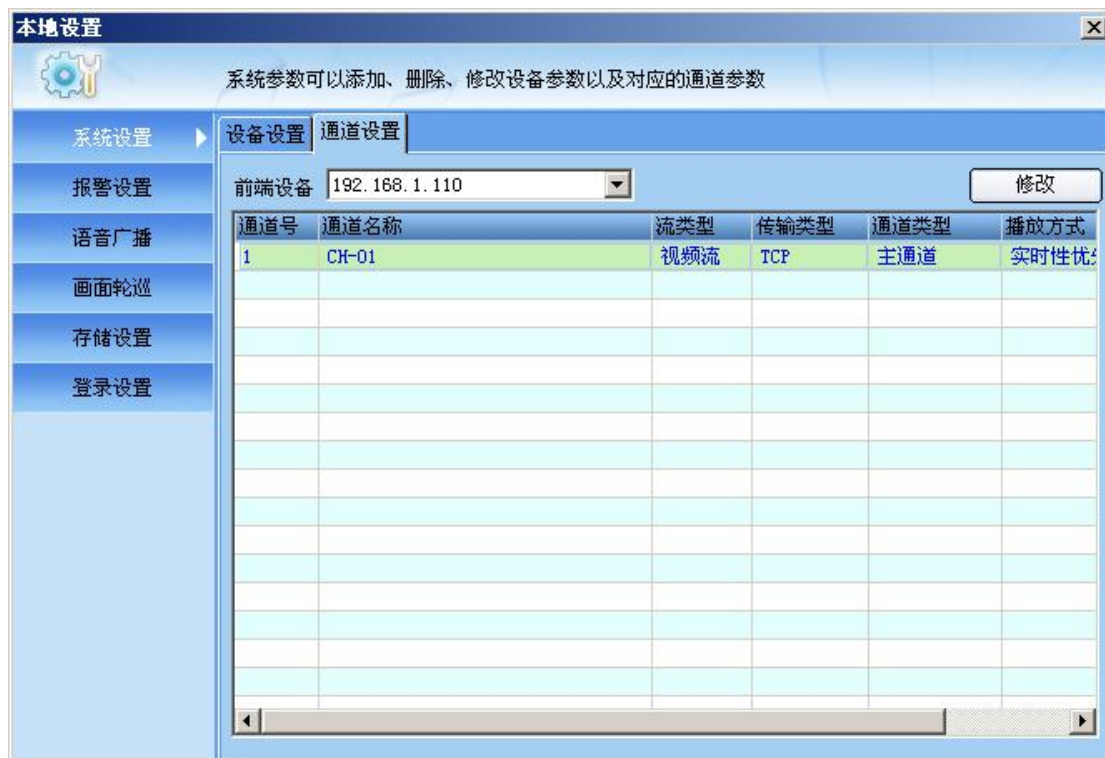 本地设置
系统参数可以添加、删除、修改设备参数以及对应的通道参数
系统设置
报警设置
语音广播
画面轮巡
存储设置
登录设置
设备设置 通道设置
前端设备 192.168.1.110 修改
通道号 通道名称 流类型 传输类型 通道类型 播放方式
1 CH-01 视频流 TCP 主通道 实时性优